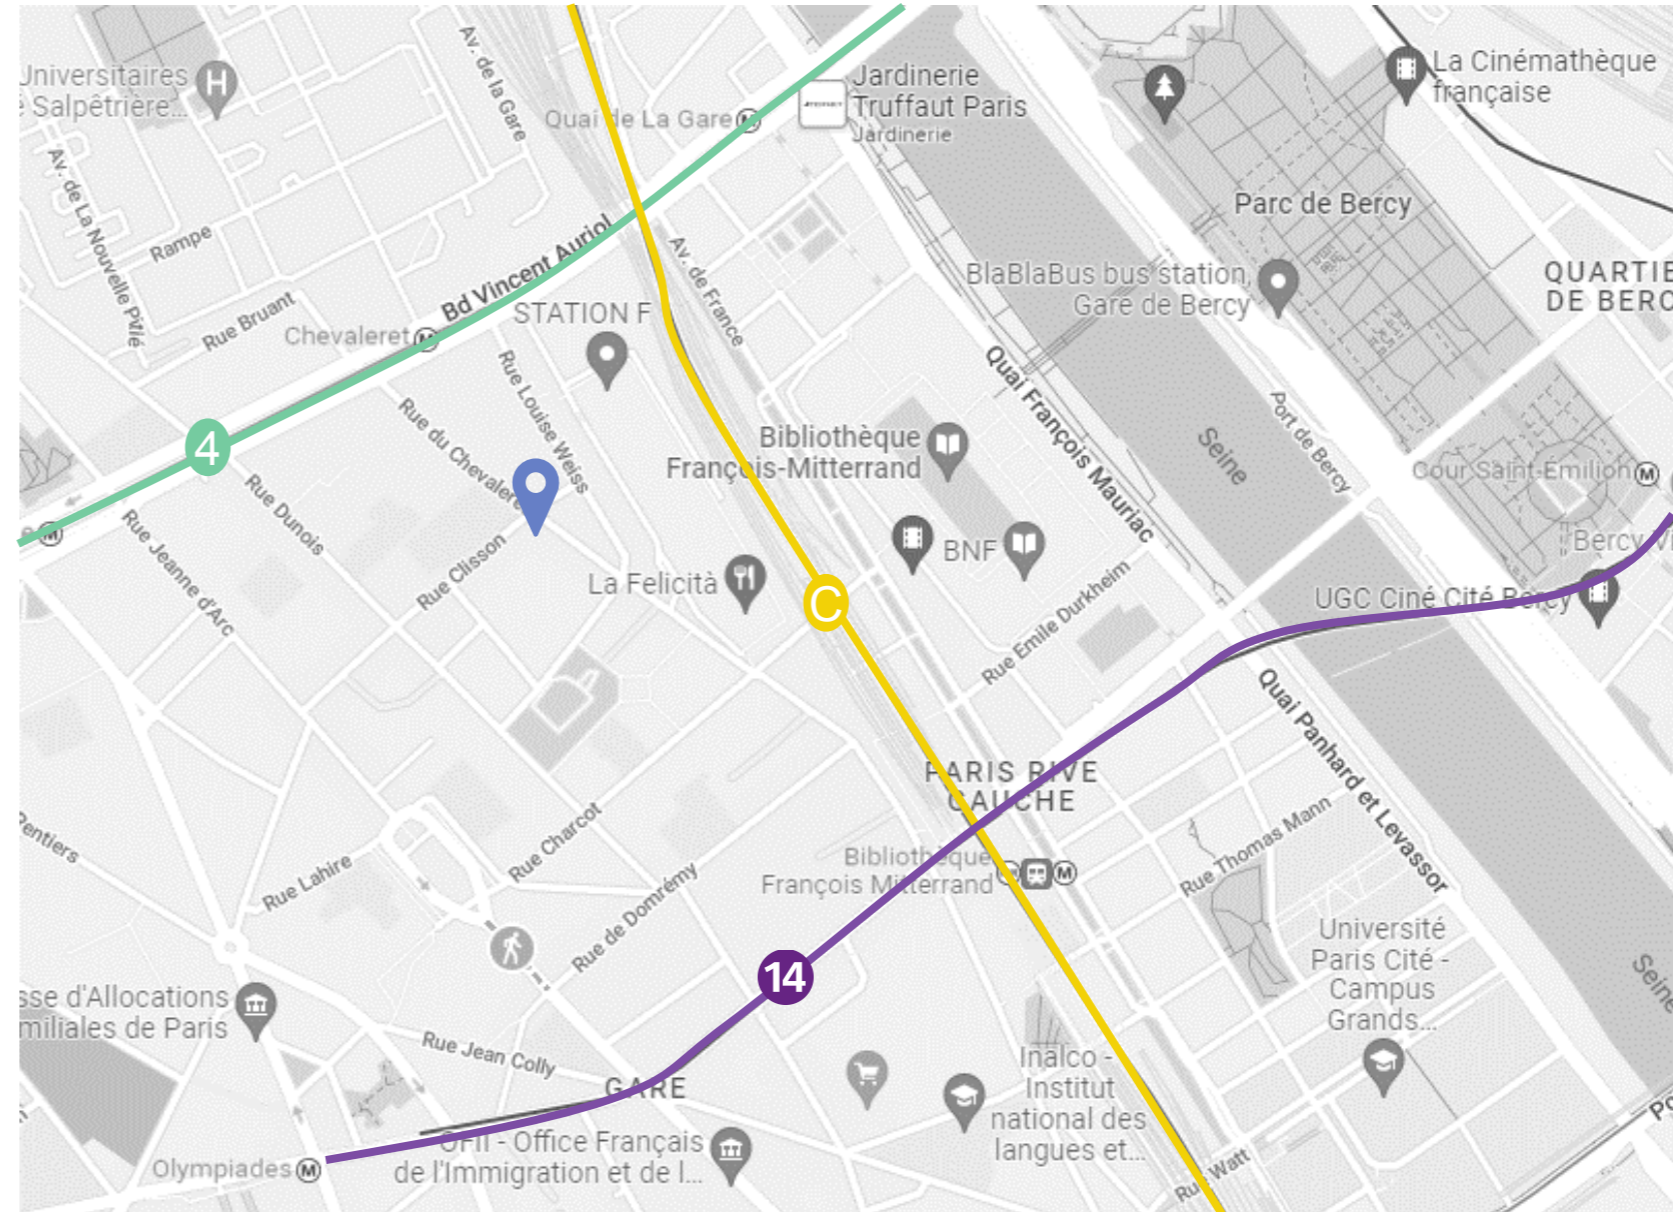 Universitaires
Salpêtrière...
H
Av. de la Gare
Quai de La Gare M
Jardinerie
Truffaut Paris
Jardinerie
La Cinémathèque
française
Av. de La Nouvelle Pitié
Rampe
Rue Bruant
Bd Vincent Auriol
Av. de France
Parc de Bercy
BlaBlaBus bus station,
Gare de Bercy
QUARTIE
DE BERC
Chevaleret M
STATION F
Rue Louise Weiss
Quai François Mauriac
Port de Bercy
4
Rue du Chevaleret
Bibliothèque
François-Mitterrand
Seine
Cour Saint-Émilion M
M
Rue Dunois
Rue Jeanne d'Arc
Rue Clisson
La Felicità
BNF
Bercy Vi
C
UGC Ciné Cité Bercy
Rue Emile Durkheim
Quai Panhard et Levassor
PARIS RIVE
GAUCHE
Rentiers
Rue Lahire
Rue Charcot
Rue de Domrémy
Bibliothèque
François Mitterrand
M
Rue Thomas Mann
Université
Paris Cité -
Campus
Grands...
Seine
14
sse d'Allocations
miliales de Paris
Rue Jean Colly
GARE
Inalco -
Institut
national des
langues et...
Olympiades M
OFII - Office Français
de l'Immigration et de l...
Rue Watt
Po